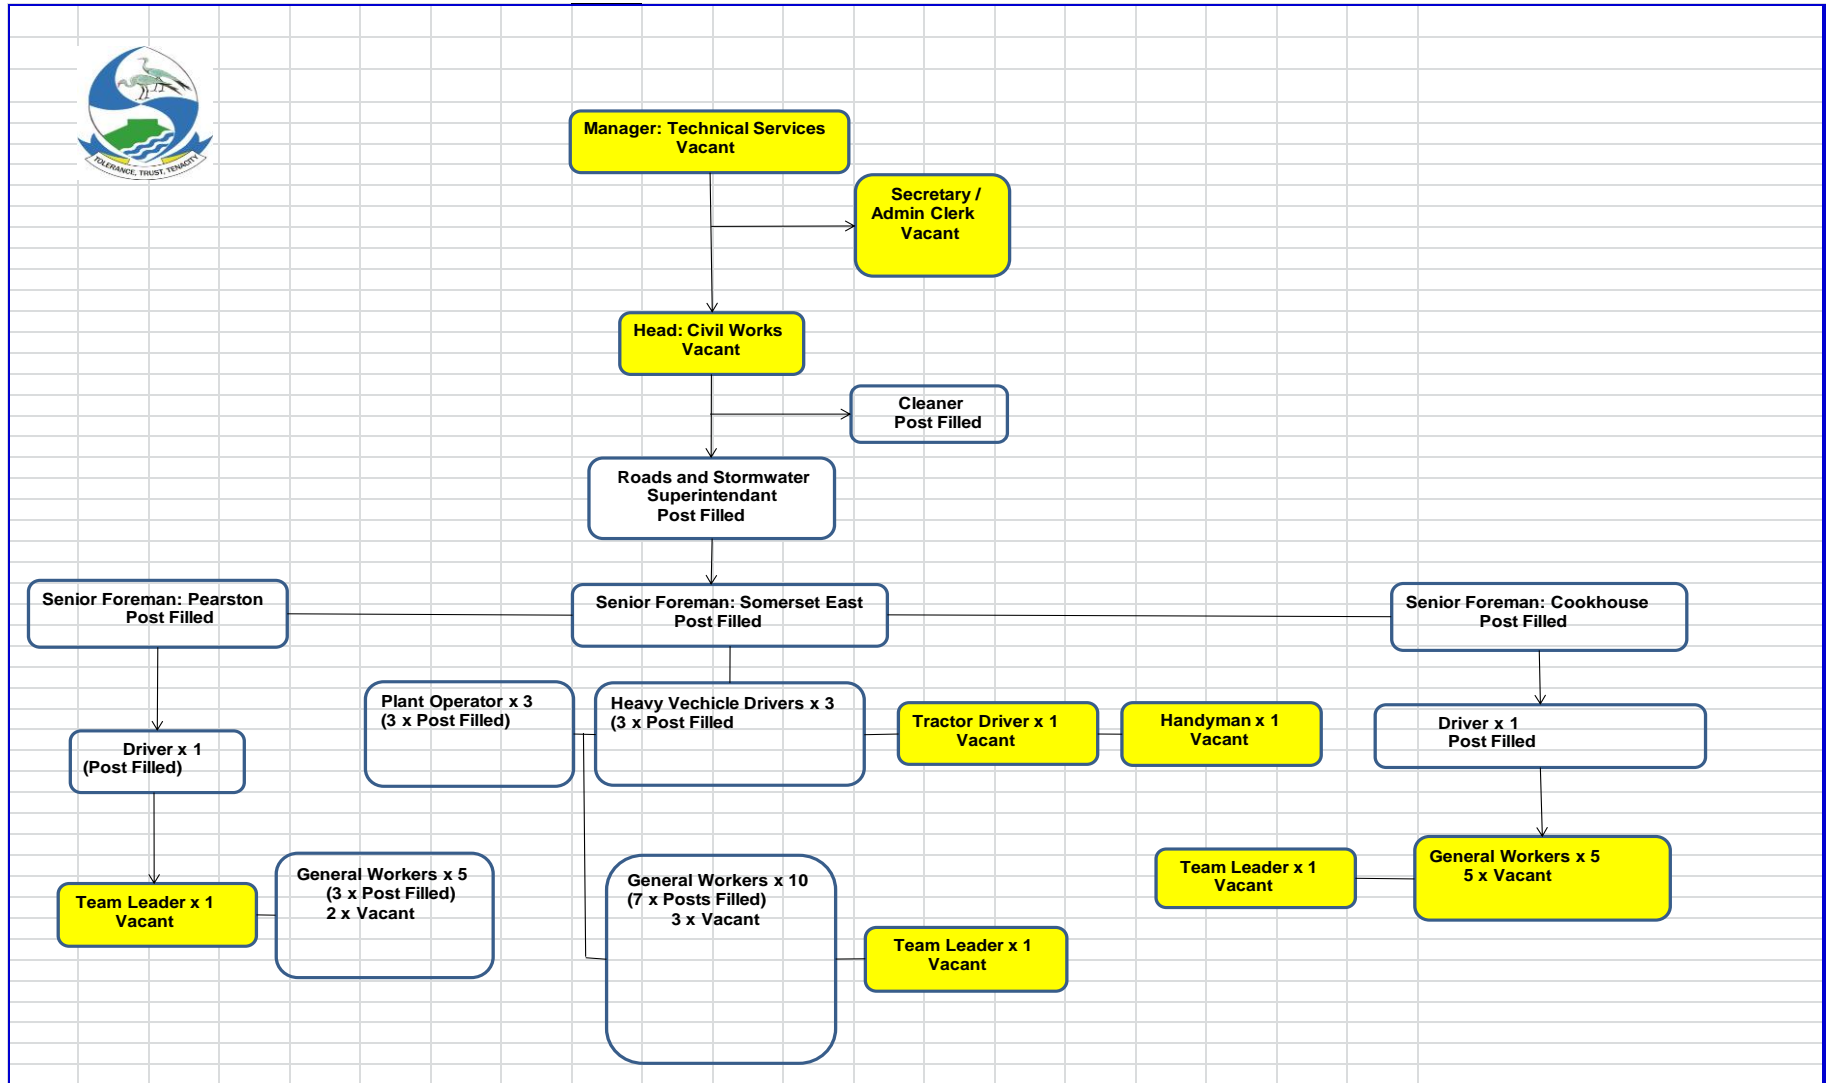 TOLERANCE, TRUST, TENACITY
Manager: Technical Services
Vacant
Secretary /
Admin Clerk
Vacant
Head: Civil Works
Vacant
Cleaner
Post Filled
Roads and Stormwater
Superintendant
Post Filled
Senior Foreman: Pearston
Post Filled
Senior Foreman: Somerset East
Post Filled
Senior Foreman: Cookhouse
Post Filled
Plant Operator x 3
(3 x Post Filled)
Heavy Vechicle Drivers x 3
(3 x Post Filled
Tractor Driver x 1
Vacant
Handyman x 1
Vacant
Driver x 1
Post Filled
Driver x 1
(Post Filled)
Team Leader x 1
Vacant
General Workers x 5
(3 x Post Filled)
2 x Vacant
General Workers x 10
(7 x Posts Filled)
3 x Vacant
Team Leader x 1
Vacant
Team Leader x 1
Vacant
General Workers x 5
5 x Vacant